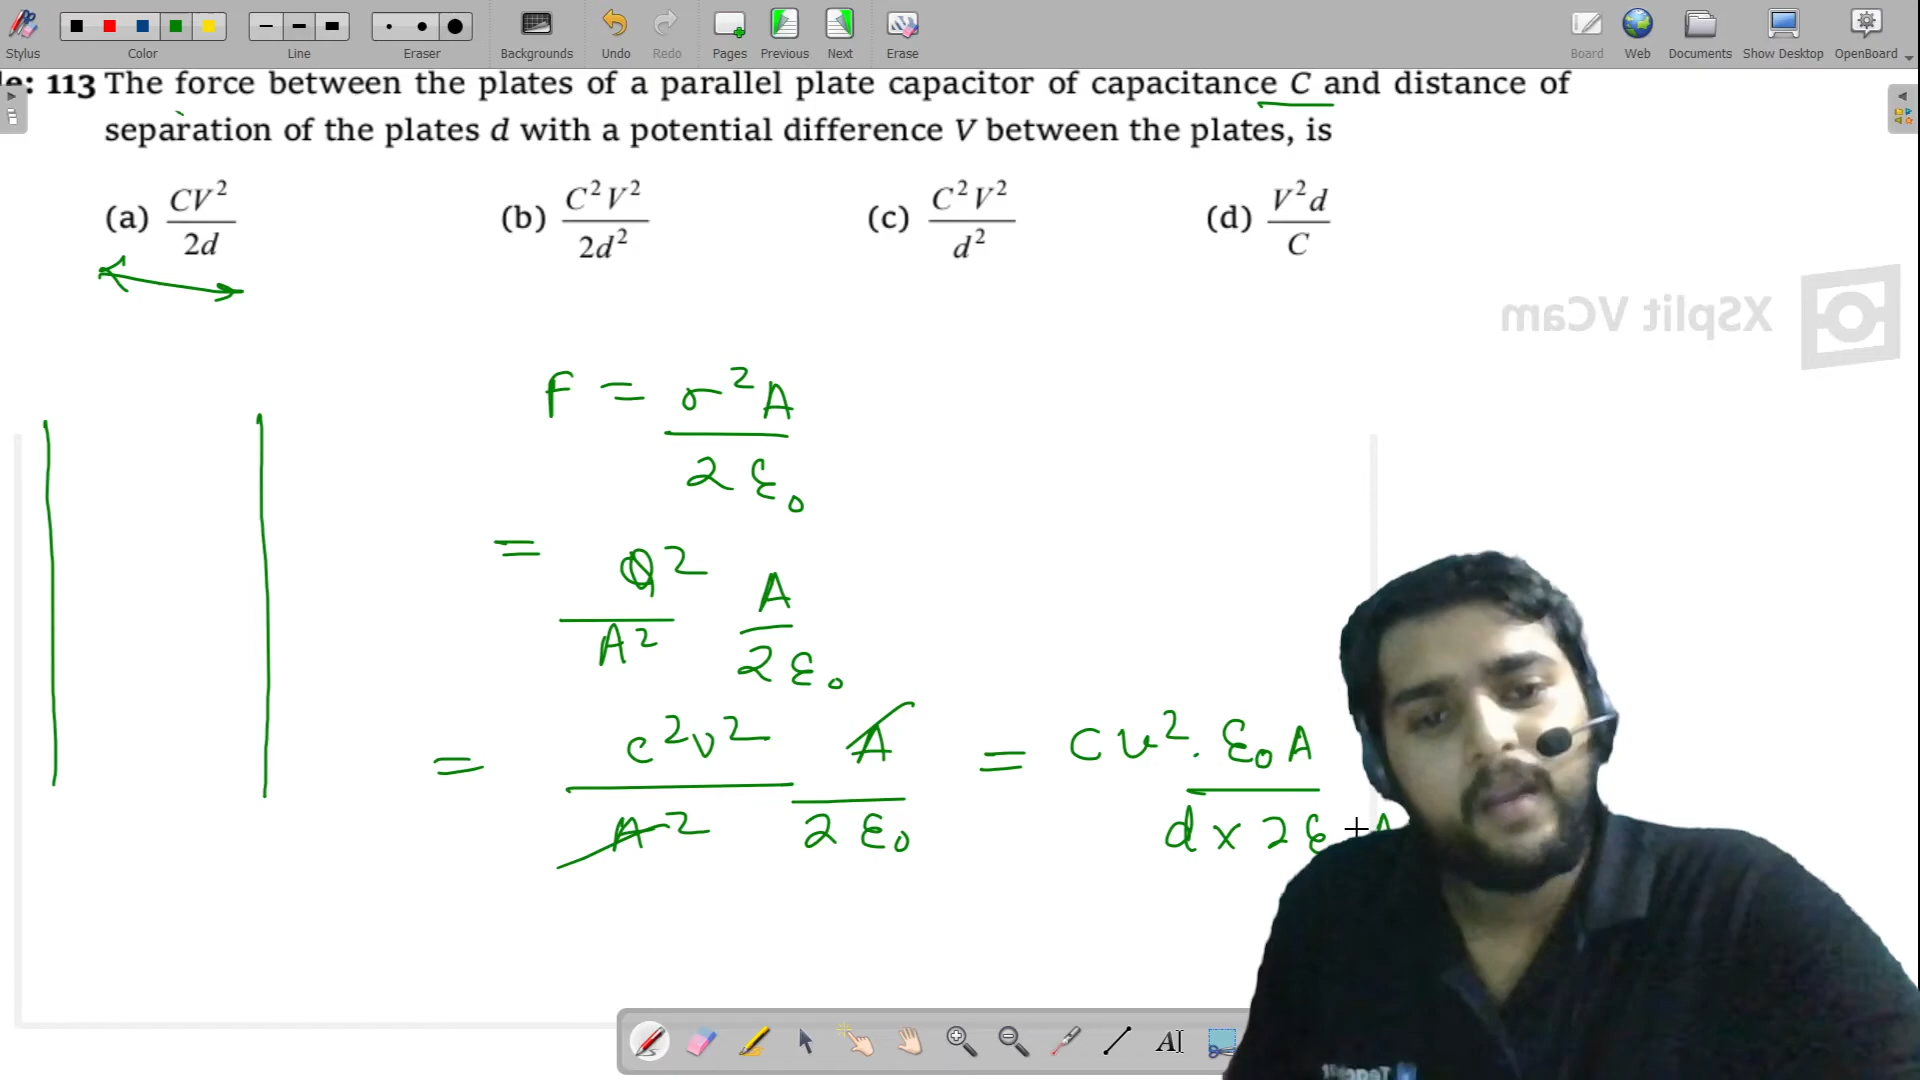 Stylus Color Line Eraser Backgrounds Undo Redo Pages Previous Next Erase Board Web Documents Show Desktop OpenBoard
e: 113 The force between the plates of a parallel plate capacitor of capacitance C and distance of
separation of the plates d with a potential difference V between the plates, is
(a) CV²/2d (b) C²V²/2d² (c) C²V²/d² (d) V²d/C
XSplit VCam
F = σ²A/2ε₀
= Q²/A² A/2ε₀
= C²V²/A² A/2ε₀ = CV². ε₀A/d × 2ε A